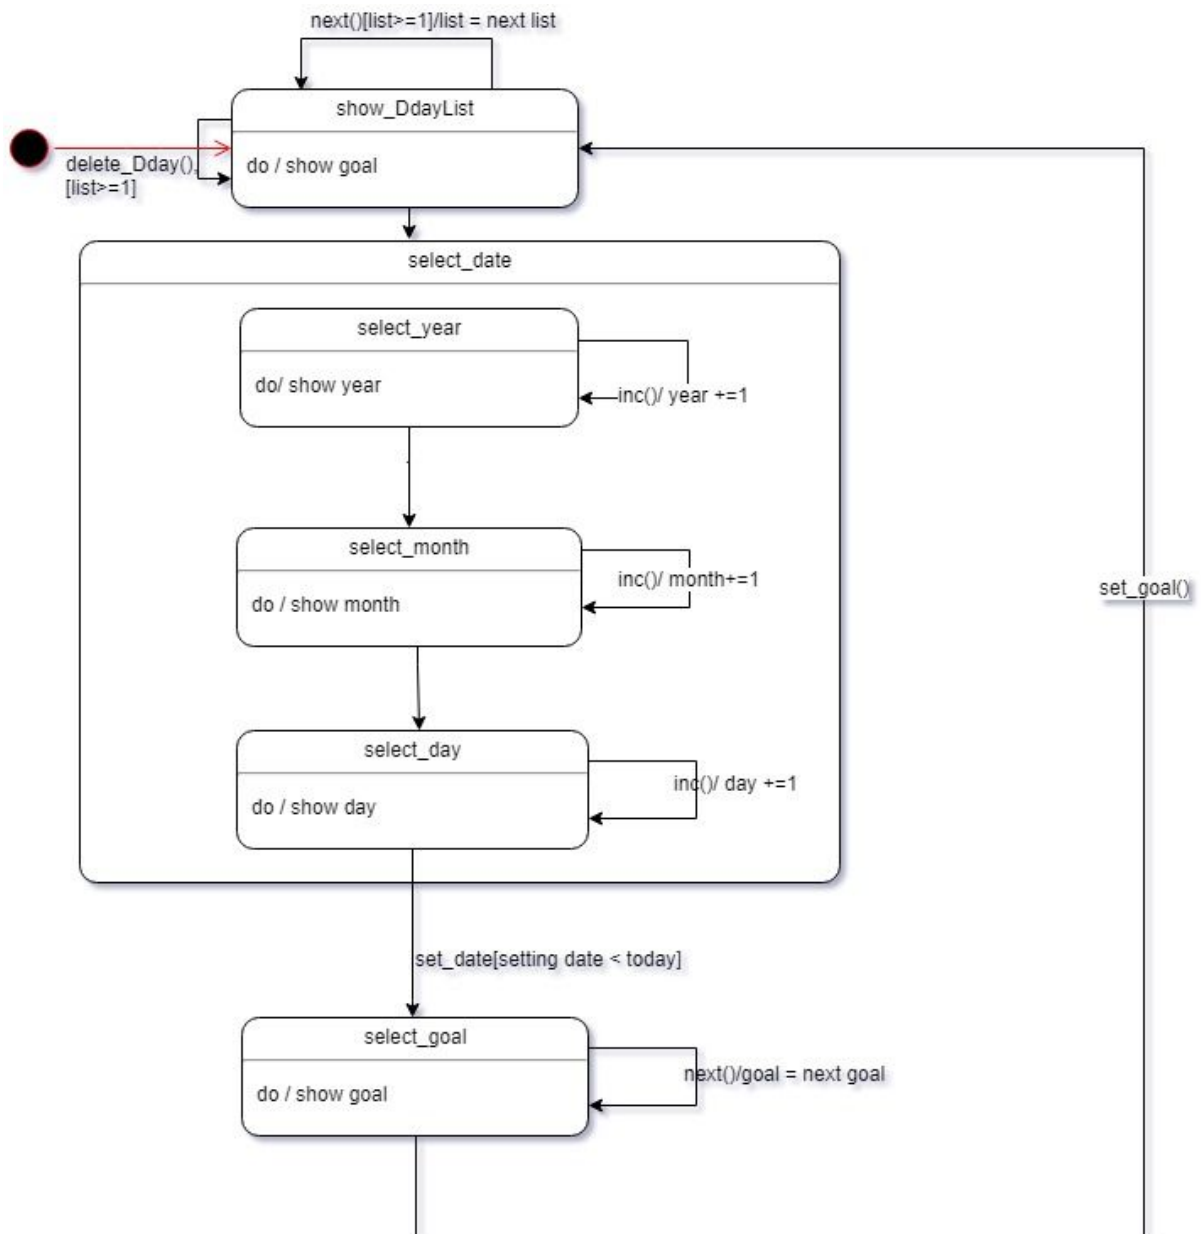 next()[list>=1]/list = next list
show_DdayList
do / show goal
delete_Dday(),
[list>=1]
select_date
select_year
do/ show year
inc()/ year +=1
select_month
do / show month
inc()/ month+=1
set_goal()
select_day
do / show day
inc()/ day +=1
set_date[setting date < today]
select_goal
do / show goal
next()/goal = next goal